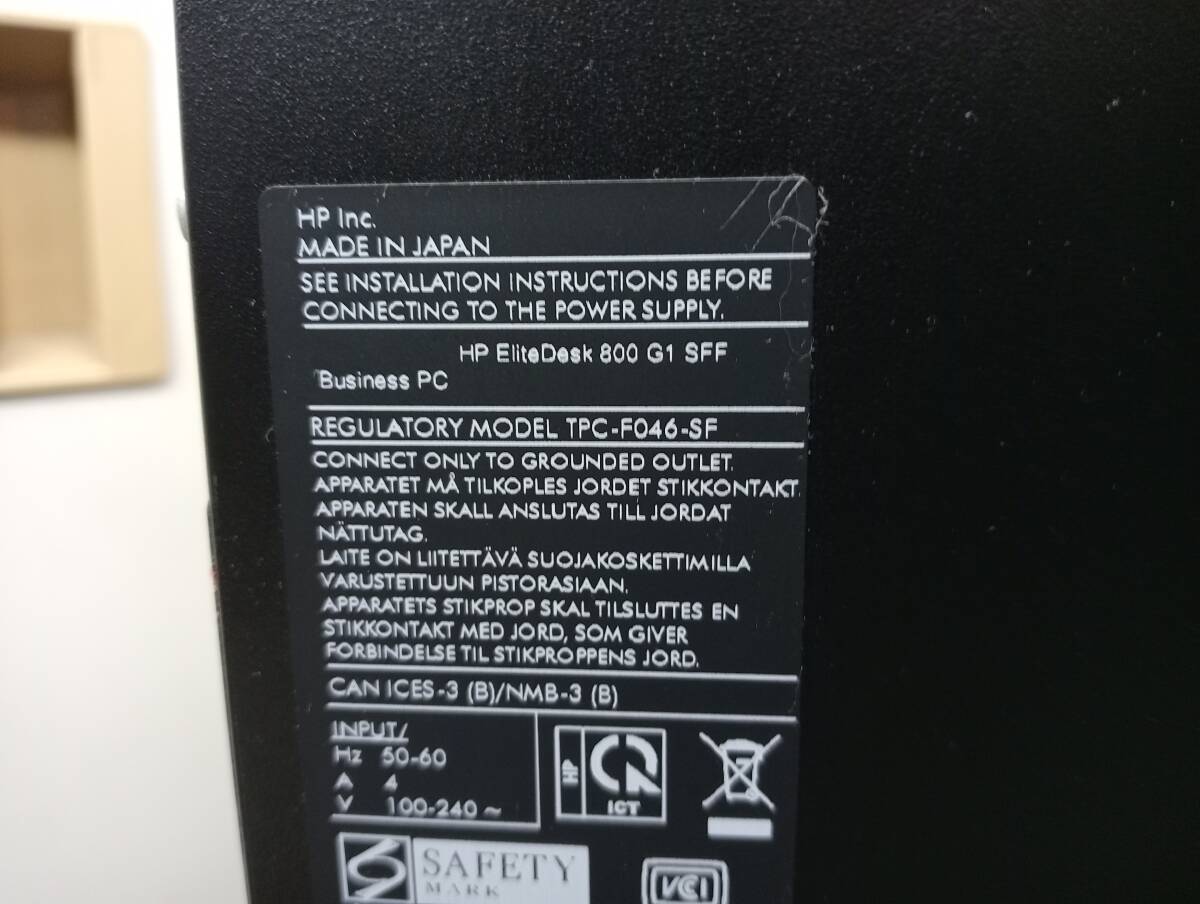 HP Inc.
MADE IN JAPAN
SEE INSTALLATION INSTRUCTIONS BEFORE
CONNECTING TO THE POWER SUPPLY.
HP EliteDesk 800 G1 SFF
Business PC
REGULATORY MODEL TPC-F046-SF
CONNECT ONLY TO GROUNDED OUTLET.
APPARATET MÅ TILKOPLES JORDET STIKKONTAKT.
APPARATEN SKALL ANSLUTAS TILL JORDAT
NÄTTUTAG.
LAITE ON LIITETTÄVÄ SUOJAKOSKETTIMILLA
VARUSTETTUUN PISTORASIAAN.
APPARATETS STIKPROP SKAL TILSLUTTES EN
STIKKONTAKT MED JORD, SOM GIVER
FORBINDELSE TIL STIKPROPPENS JORD.
CAN ICES-3 (B)/NMB-3 (B)
INPUT/
Hz 50-60
A 4
V 100-240 ~
HP
ICT
SAFETY
MARK
VCI